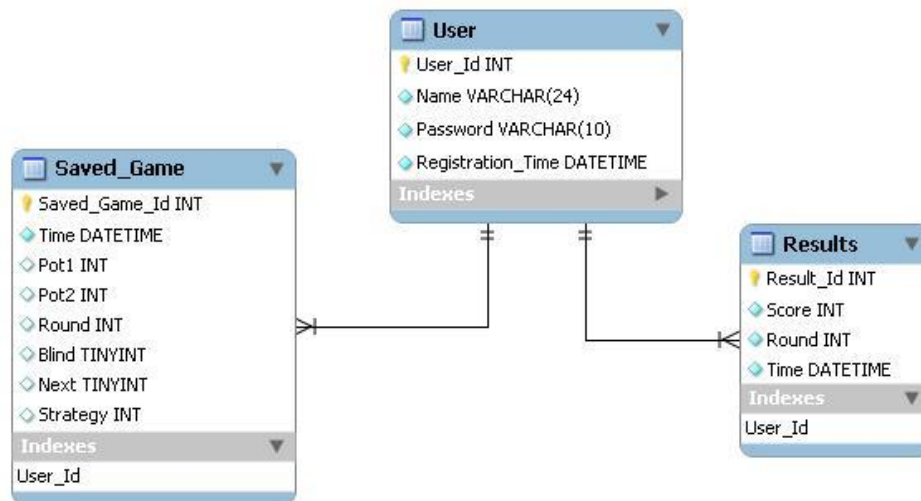 User
User_Id INT
Name VARCHAR(24)
Password VARCHAR(10)
Registration_Time DATETIME
Indexes
Saved_Game
Saved_Game_Id INT
Time DATETIME
Pot1 INT
Pot2 INT
Round INT
Blind TINYINT
Next TINYINT
Strategy INT
Indexes
User_Id
Results
Result_Id INT
Score INT
Round INT
Time DATETIME
Indexes
User_Id